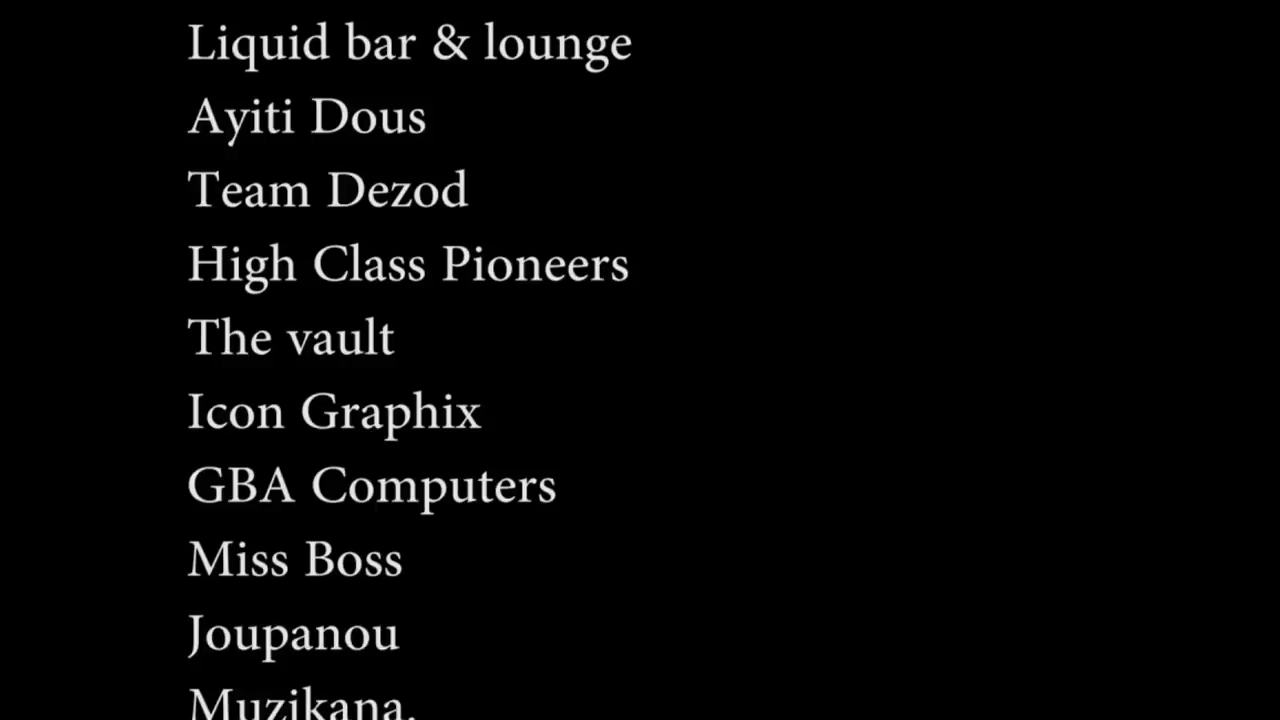 Liquid bar & lounge
Ayiti Dous
Team Dezod
High Class Pioneers
The vault
Icon Graphix
GBA Computers
Miss Boss
Joupanou
Muzikana.